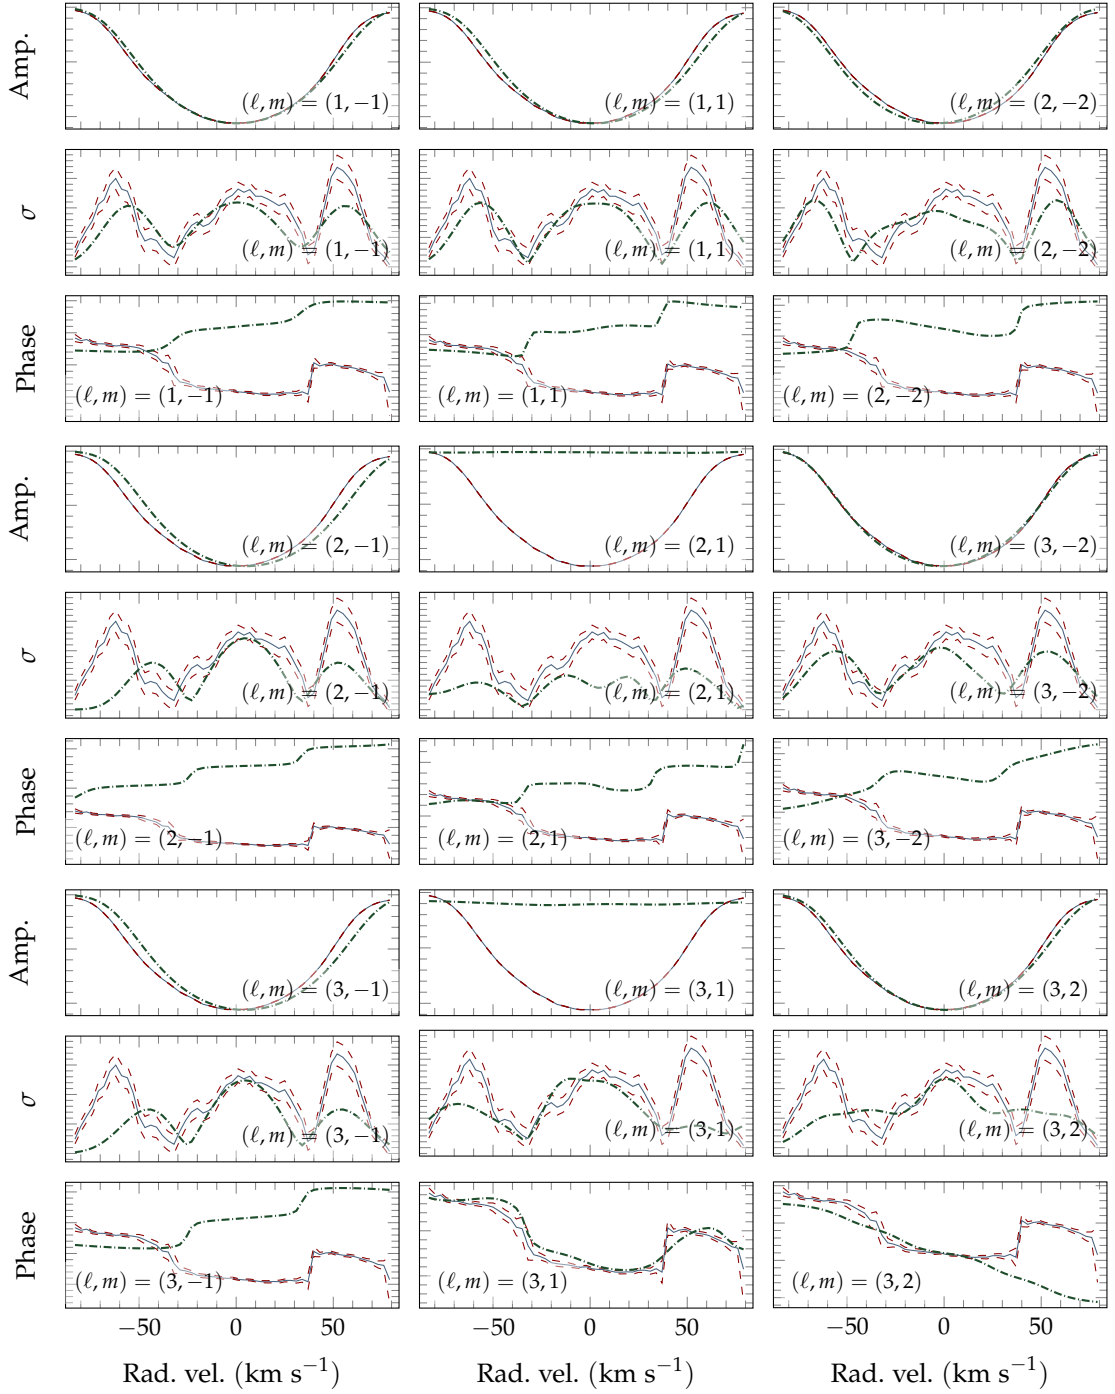 Amp.
(ℓ, m) = (1, −1)
(ℓ, m) = (1, 1)
(ℓ, m) = (2, −2)
σ
(ℓ, m) = (1, −1)
(ℓ, m) = (1, 1)
(ℓ, m) = (2, −2)
Phase
(ℓ, m) = (1, −1)
(ℓ, m) = (1, 1)
(ℓ, m) = (2, −2)
Amp.
(ℓ, m) = (2, −1)
(ℓ, m) = (2, 1)
(ℓ, m) = (3, −2)
σ
(ℓ, m) = (2, −1)
(ℓ, m) = (2, 1)
(ℓ, m) = (3, −2)
Phase
(ℓ, m) = (2, −1)
(ℓ, m) = (2, 1)
(ℓ, m) = (3, −2)
Amp.
(ℓ, m) = (3, −1)
(ℓ, m) = (3, 1)
(ℓ, m) = (3, 2)
σ
(ℓ, m) = (3, −1)
(ℓ, m) = (3, 1)
(ℓ, m) = (3, 2)
Phase
(ℓ, m) = (3, −1)
(ℓ, m) = (3, 1)
(ℓ, m) = (3, 2)
−50 0 50 −50 0 50 −50 0 50
Rad. vel. (km s⁻¹) Rad. vel. (km s⁻¹) Rad. vel. (km s⁻¹)